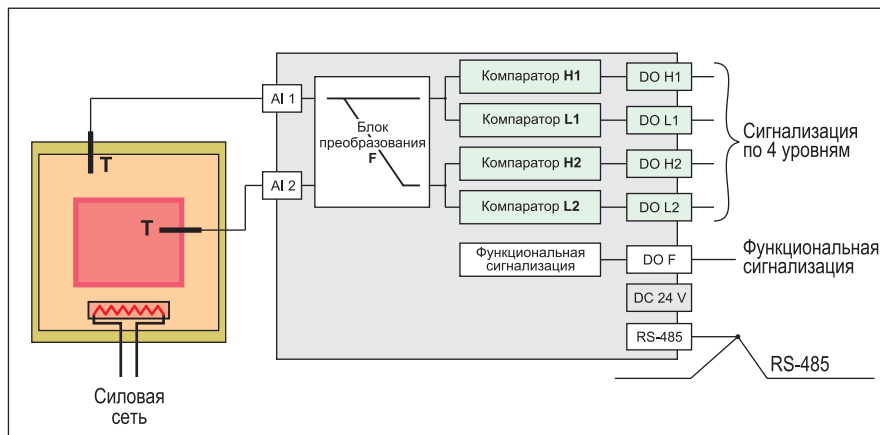 T
T
Силовая
сеть
AI 1
AI 2
Блок
преобразования
F
Компаратор H1
Компаратор L1
Компаратор H2
Компаратор L2
Функциональная
сигнализация
DO H1
DO L1
DO H2
DO L2
DO F
DC 24 V
RS-485
Сигнализация
по 4 уровням
Функциональная
сигнализация
RS-485